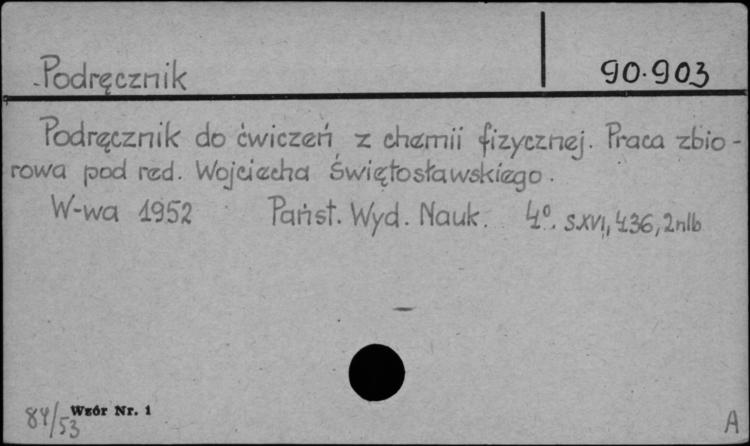 Podręcznik 90.903
Podręcznik do ćwiczeń z chemii fizycznej. Praca zbio-
rowa pod red. Wojciecha Świętosławskiego.
W-wa 1952 Państ. Wyd. Nauk. 4º. s.XVI, 436, 2nlb
84/53 Wzór Nr. 1
A